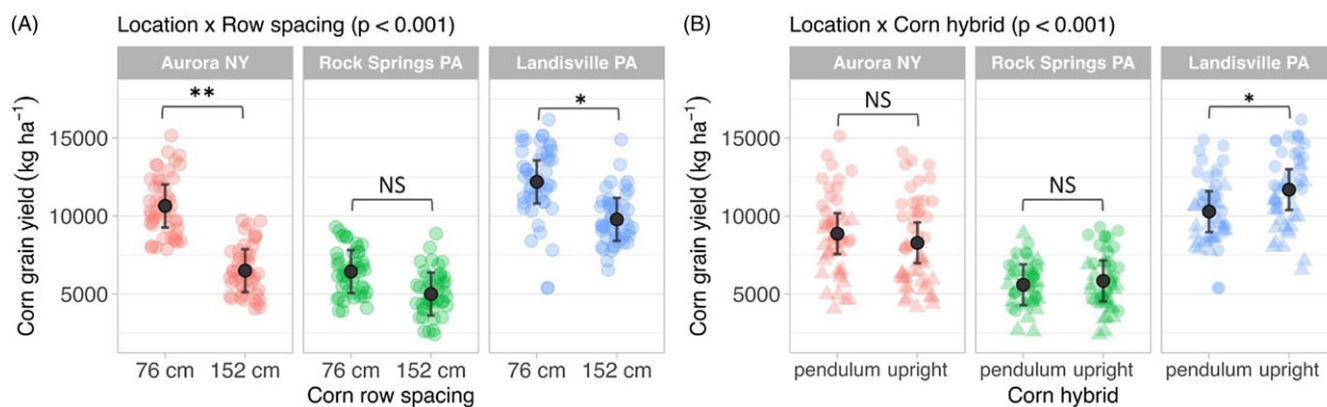 (A)
Location x Row spacing (p < 0.001)
Aurora NY
Rock Springs PA
Landisville PA
**
NS
*
15000
10000
5000
Corn grain yield (kg ha⁻¹)
76 cm 152 cm
76 cm 152 cm
76 cm 152 cm
Corn row spacing
(B)
Location x Corn hybrid (p < 0.001)
Aurora NY
Rock Springs PA
Landisville PA
NS
NS
*
15000
10000
5000
Corn grain yield (kg ha⁻¹)
pendulum upright
pendulum upright
pendulum upright
Corn hybrid